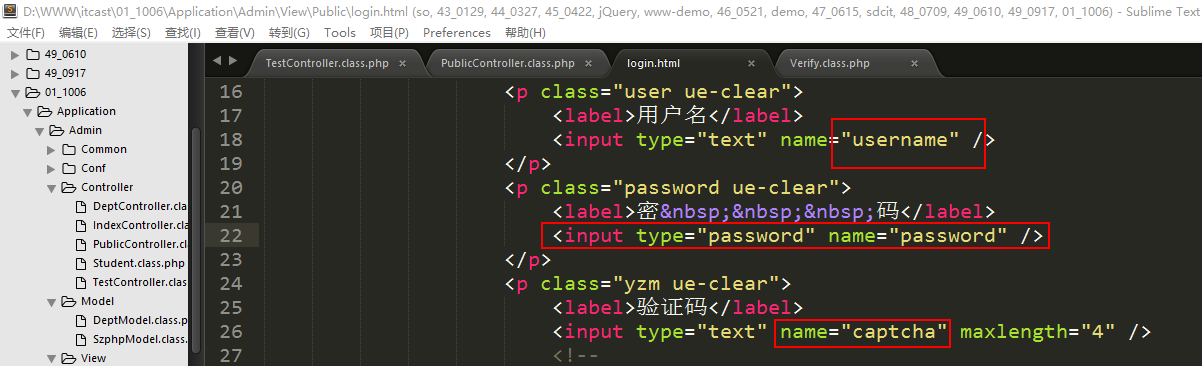 D:\WWW\itcast\01_1006\Application\Admin\View\Public\login.html (so, 43_0129, 44_0327, 45_0422, jQuery, www-demo, 46_0521, demo, 47_0615, sdcit, 48_0709, 49_0610, 49_0917, 01_1006) - Sublime Text
文件(F) 编辑(E) 选择(S) 查找(I) 查看(V) 转到(G) Tools 项目(P) Preferences 帮助(H)
49_0610
49_0917
01_1006
Application
Admin
Common
Conf
Controller
DeptController.cla
IndexController.cla
PublicController.cl
Student.class.php
TestController.clas
Model
DeptModel.class.p
SzphpModel.class.
View
TestController.class.php × PublicController.class.php × login.html × Verify.class.php ×
16 <p class="user ue-clear">
17 <label>用户名</label>
18 <input type="text" name="username" />
19 </p>
20 <p class="password ue-clear">
21 <label>密&nbsp;&nbsp;&nbsp;码</label>
22 <input type="password" name="password" />
23 </p>
24 <p class="yzm ue-clear">
25 <label>验证码</label>
26 <input type="text" name="captcha" maxlength="4" />
27 <!--